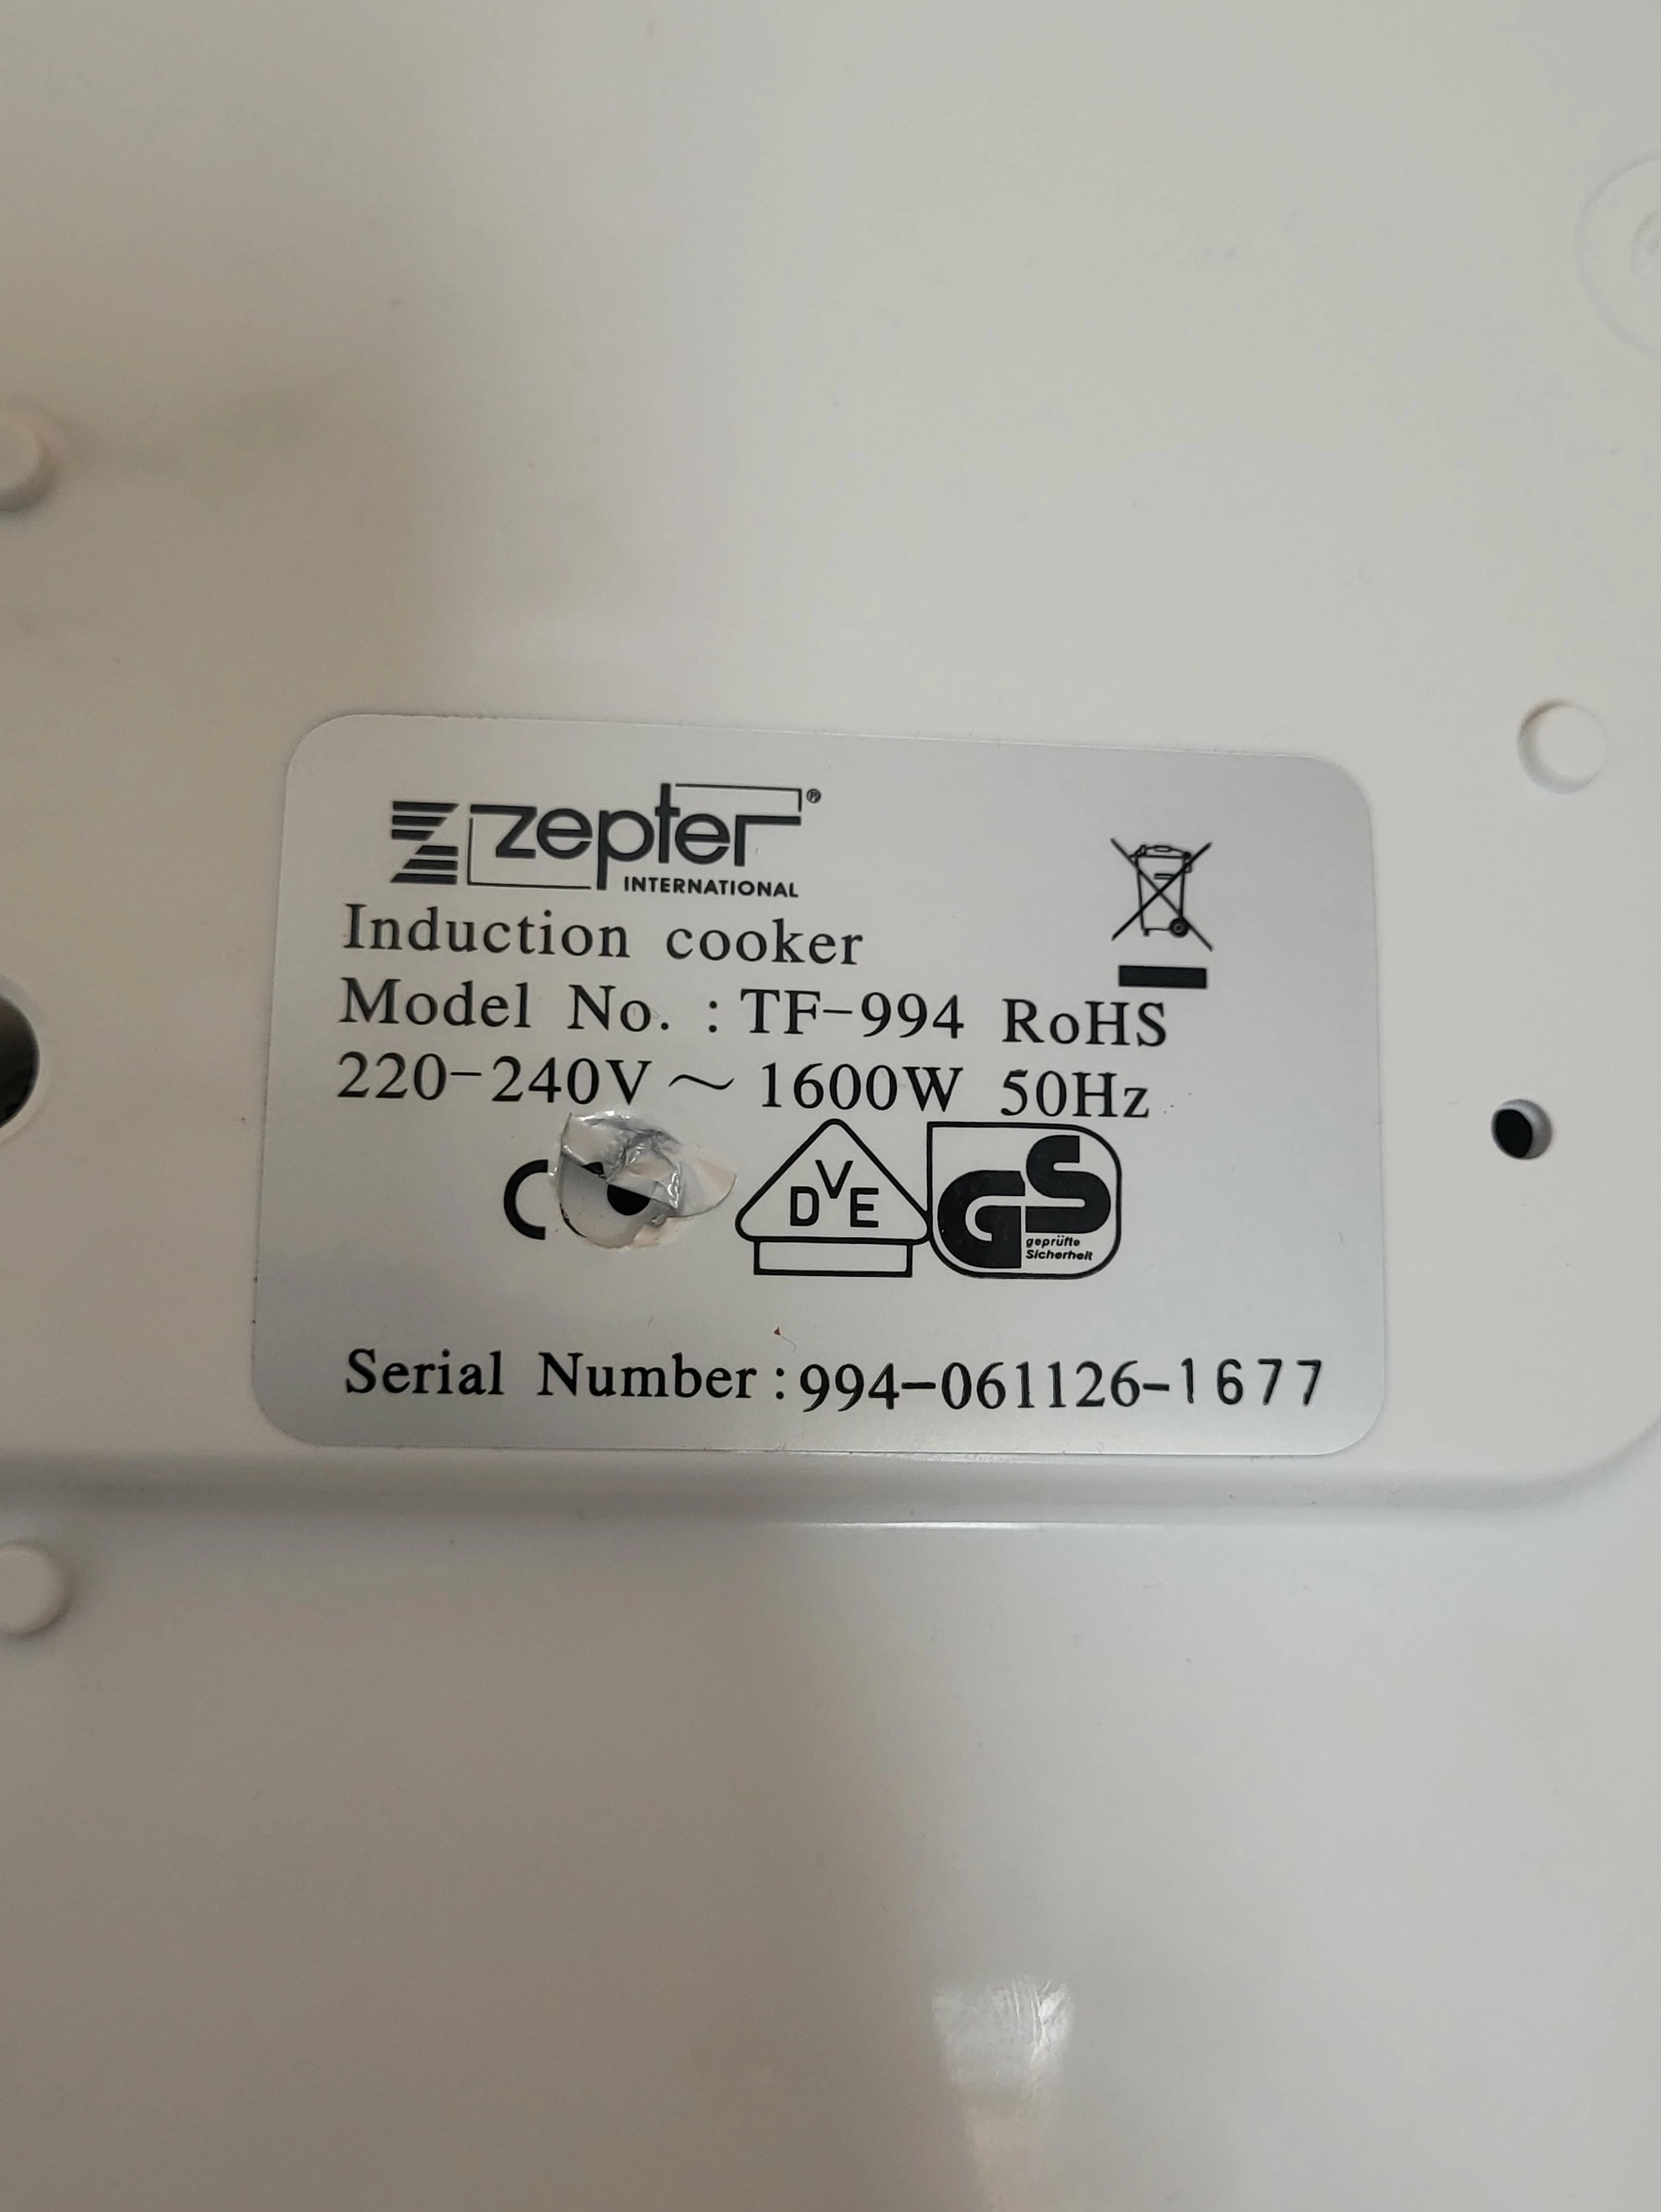 zepter®
INTERNATIONAL
Induction cooker
Model No. : TF-994 RoHS
220-240V ~ 1600W 50Hz
C
DVE
GS
geprüfte
Sicherheit
Serial Number : 994-061126-1677